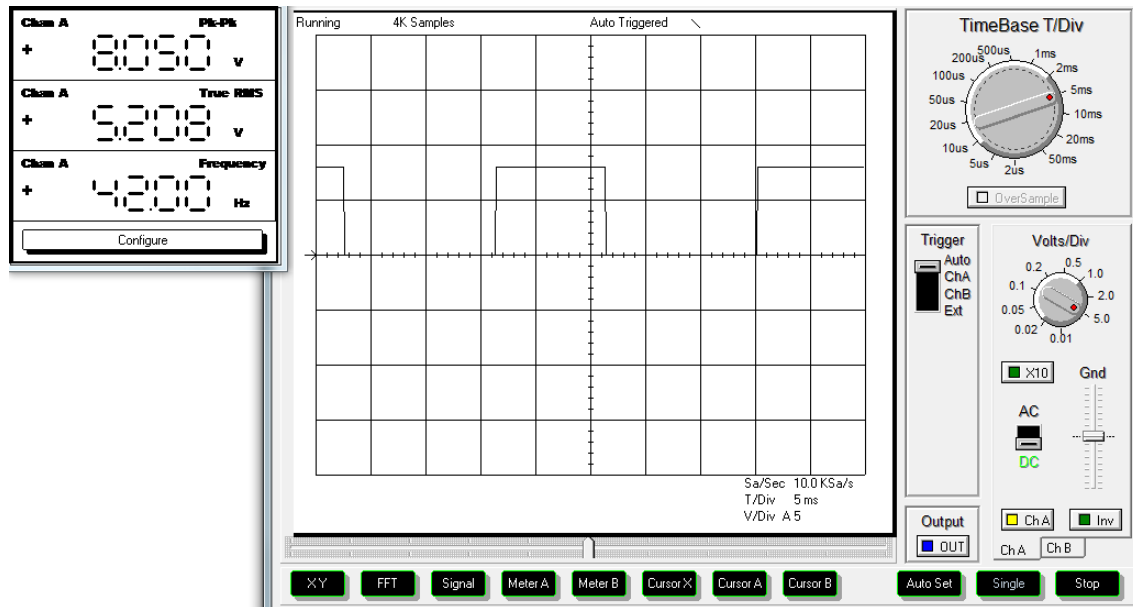 Chan A Pk-Pk
+ 8.050 v
Chan A True RMS
+ 5.208 v
Chan A Frequency
+ 42.00 Hz
Configure
Running 4K Samples Auto Triggered
Sa/Sec 10.0 KSa/s
T/Div 5 ms
V/Div A 5
TimeBase T/Div
500us
200us 1ms
100us 2ms
50us 5ms
20us 10ms
10us 20ms
5us 2us 50ms
OverSample
Trigger
Auto
ChA
ChB
Ext
Output
OUT
Volts/Div
0.2 0.5
0.1 1.0
0.05 2.0
0.02 0.01 5.0
X10 Gnd
AC
DC
Ch A Inv
Ch A Ch B
XY FFT Signal Meter A Meter B Cursor X Cursor A Cursor B Auto Set Single Stop